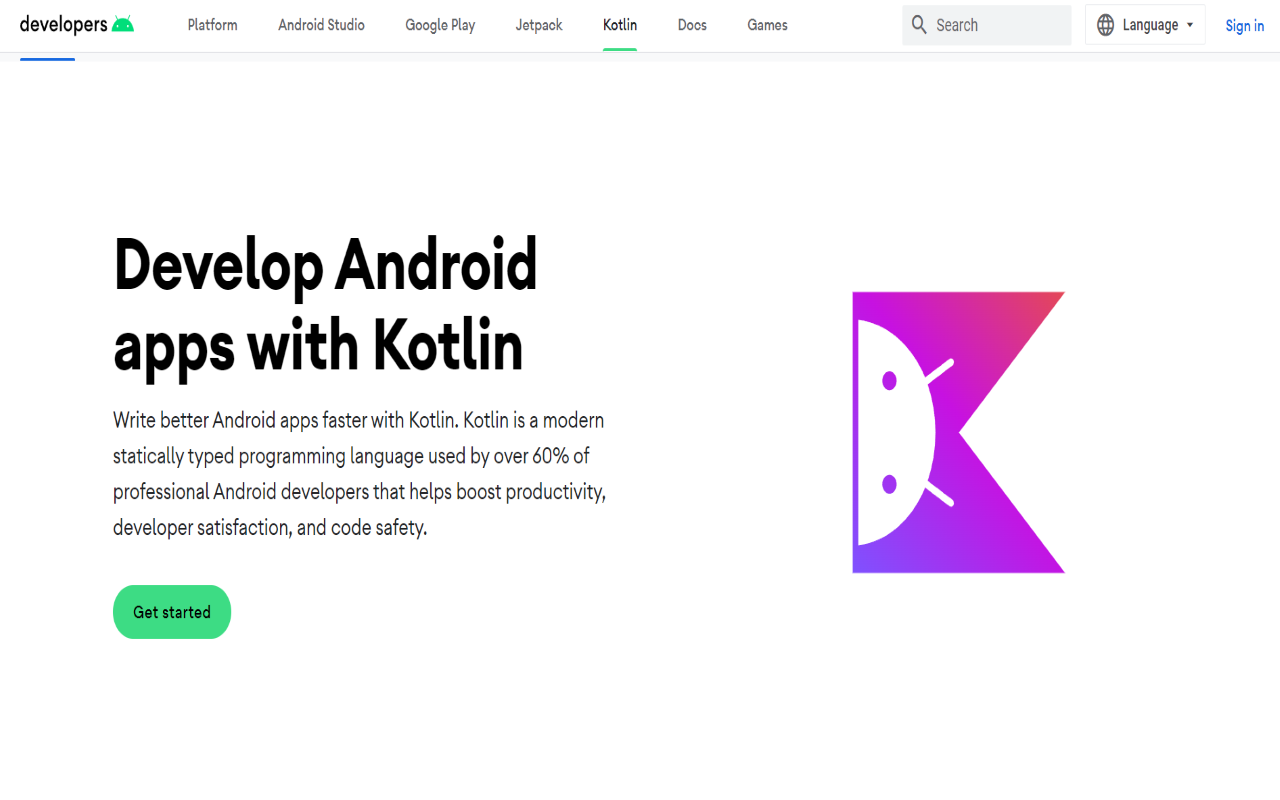 developers Platform Android Studio Google Play Jetpack Kotlin Docs Games Search Language Sign in
Develop Android
apps with Kotlin
Write better Android apps faster with Kotlin. Kotlin is a modern
statically typed programming language used by over 60% of
professional Android developers that helps boost productivity,
developer satisfaction, and code safety.
Get started